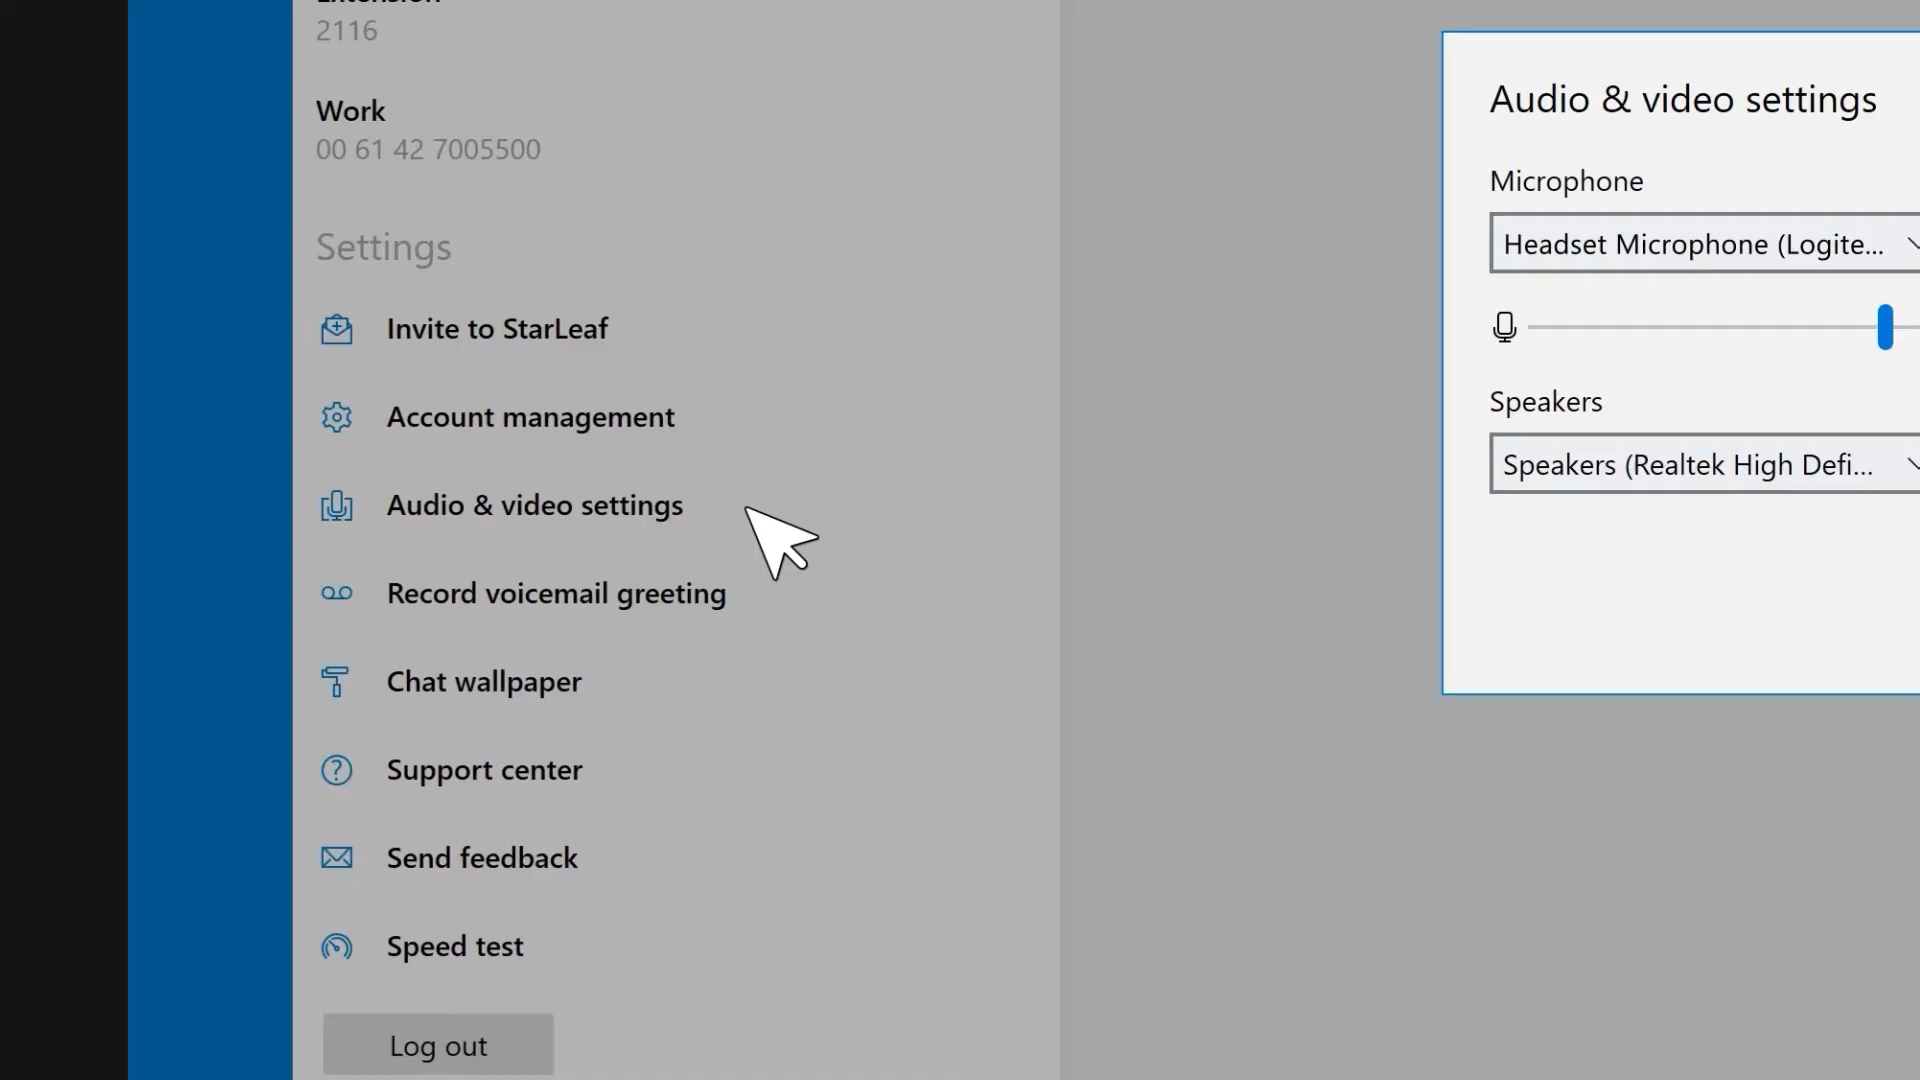 Extension
2116
Work
00 61 42 7005500
Settings
Invite to StarLeaf
Account management
Audio & video settings
Record voicemail greeting
Chat wallpaper
Support center
Send feedback
Speed test
Log out
Audio & video settings
Microphone
Headset Microphone (Logite...
Speakers
Speakers (Realtek High Defi...